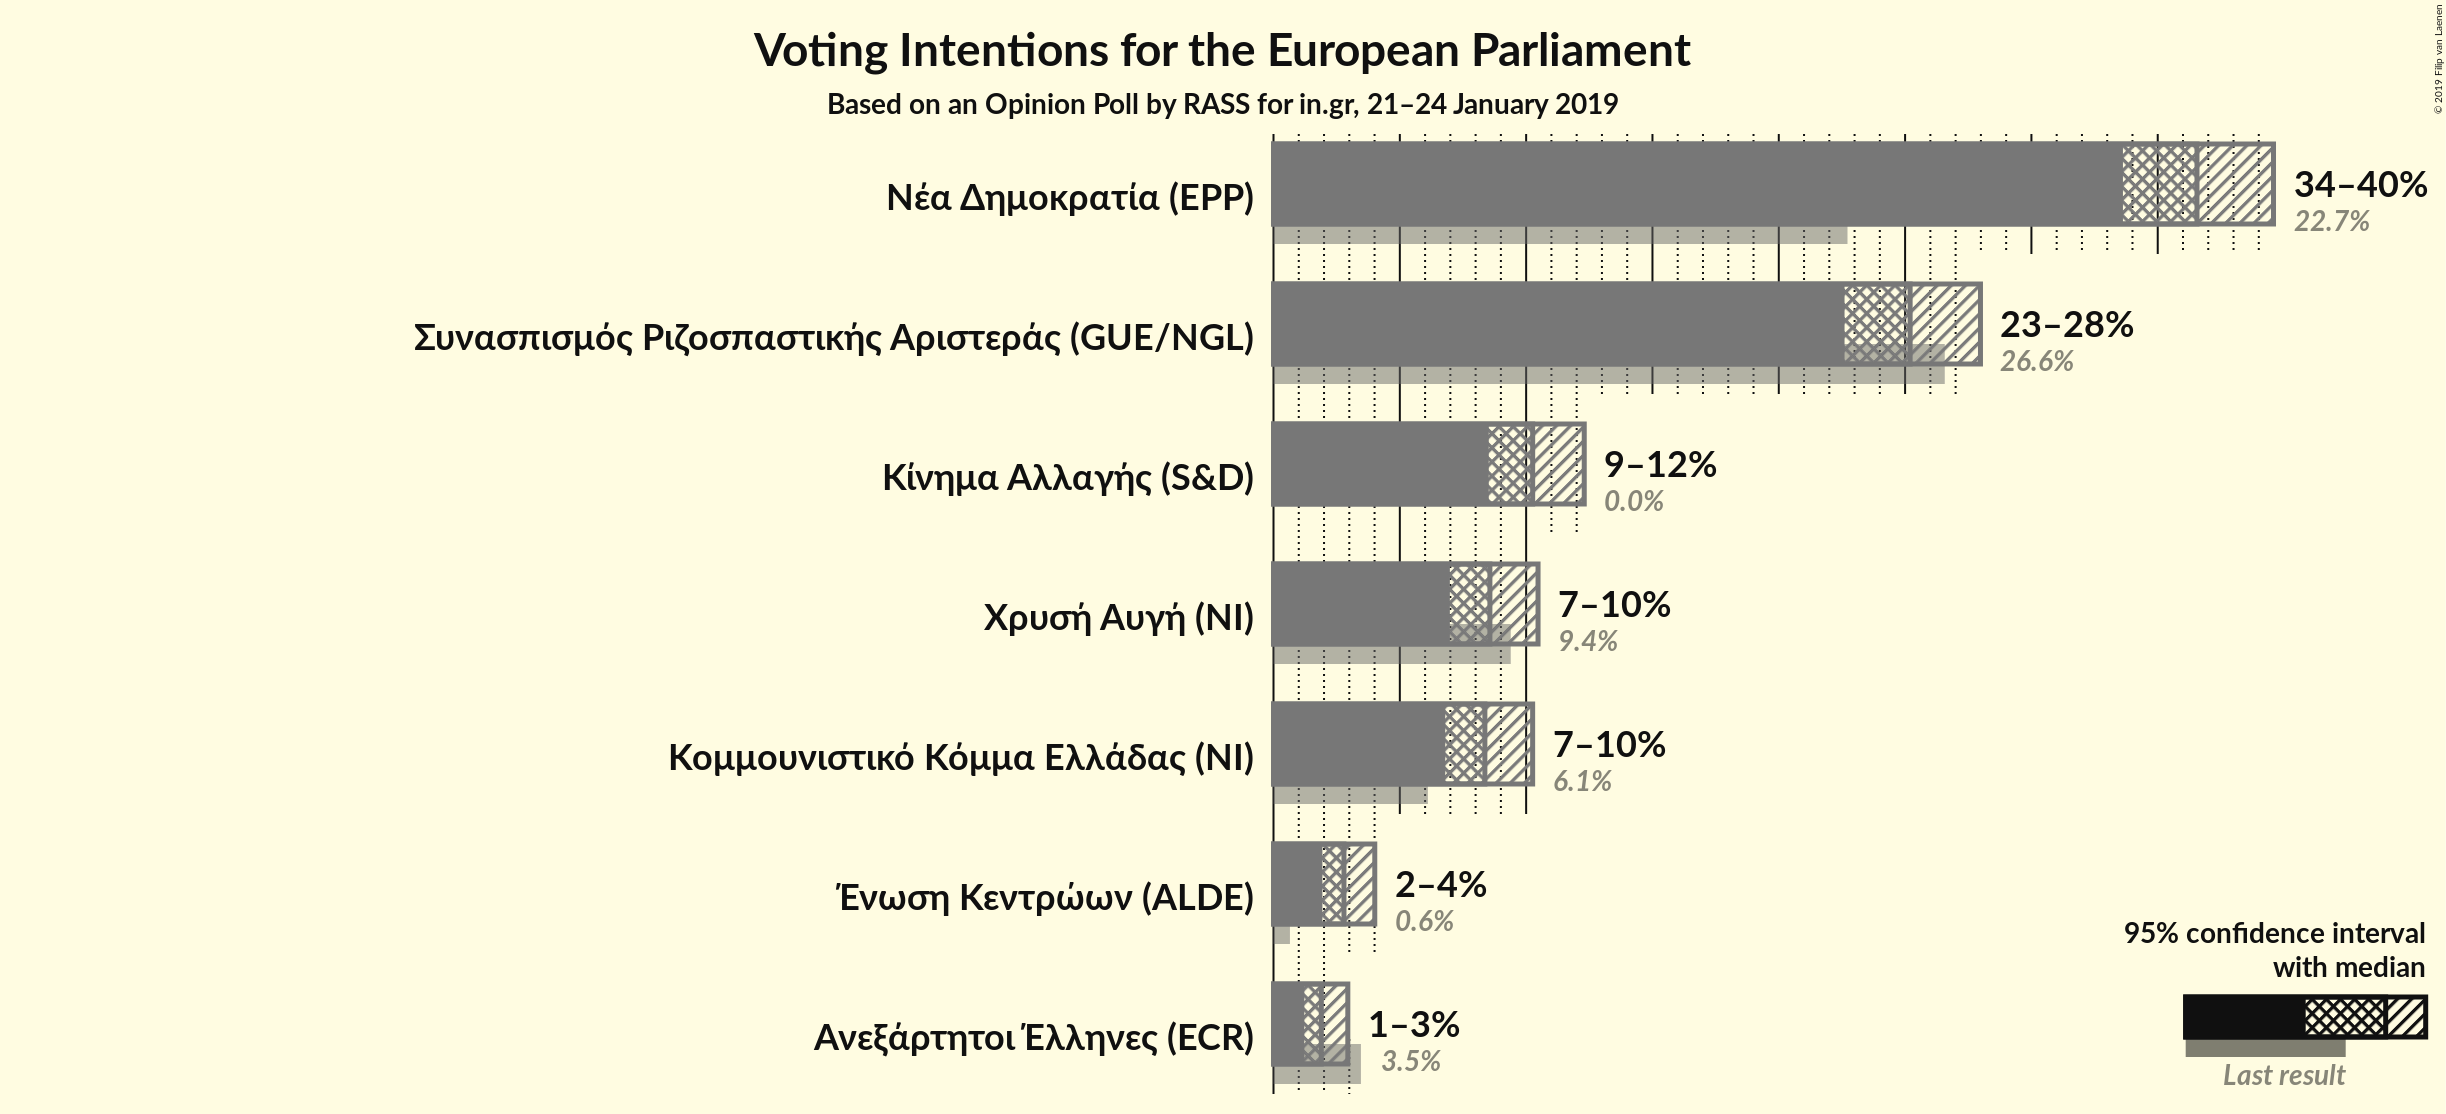 Voting Intentions for the European Parliament
Based on an Opinion Poll by RASS for in.gr, 21–24 January 2019
© 2019 Filip van Laenen
Νέα Δημοκρατία (EPP)
34–40%
22.7%
Συνασπισμός Ριζοσπαστικής Αριστεράς (GUE/NGL)
23–28%
26.6%
Κίνημα Αλλαγής (S&D)
9–12%
0.0%
Χρυσή Αυγή (NI)
7–10%
9.4%
Κομμουνιστικό Κόμμα Ελλάδας (NI)
7–10%
6.1%
Ένωση Κεντρώων (ALDE)
2–4%
0.6%
Ανεξάρτητοι Έλληνες (ECR)
1–3%
3.5%
95% confidence interval
with median
Last result